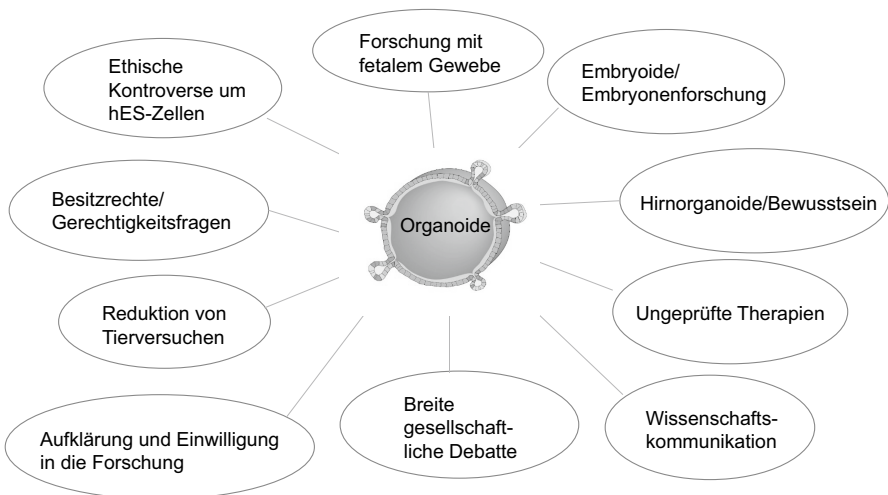 Forschung mit
fetalem Gewebe
Ethische
Kontroverse um
hES-Zellen
Embryoide/
Embryonenforschung
Besitzrechte/
Gerechtigkeitsfragen
Organoide
Hirnorganoide/Bewusstsein
Reduktion von
Tierversuchen
Ungeprüfte Therapien
Aufklärung und Einwilligung
in die Forschung
Breite
gesellschaft-
liche Debatte
Wissenschafts-
kommunikation